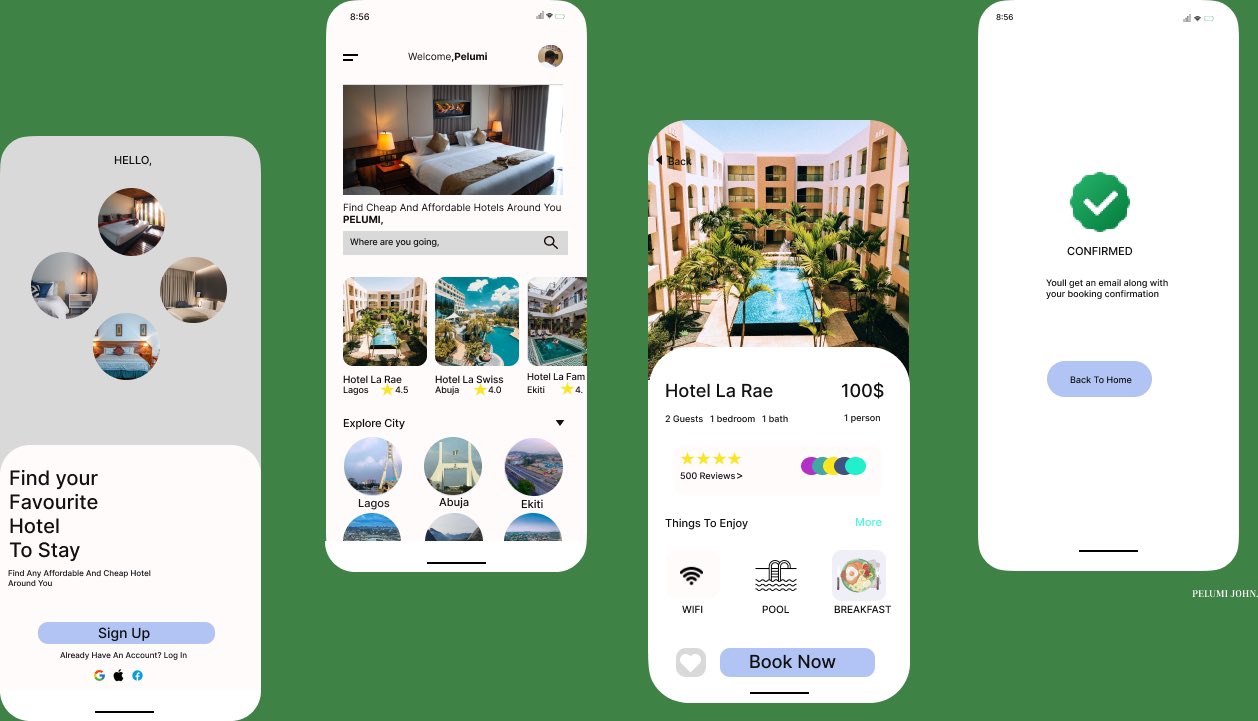 HELLO,
Find your
Favourite
Hotel
To Stay
Find Any Affordable And Cheap Hotel
Around You
Sign Up
Already Have An Account? Log In
8:56
Welcome,Pelumi
Find Cheap And Affordable Hotels Around You
PELUMI,
Where are you going,
Hotel La Rae
Lagos 4.5
Hotel La Swiss
Abuja 4.0
Hotel La Fam
Ekiti 4.
Explore City
Lagos
Abuja
Ekiti
Back
Hotel La Rae 100$
2 Guests 1 bedroom 1 bath 1 person
500 Reviews>
Things To Enjoy More
WIFI POOL BREAKFAST
Book Now
8:56
CONFIRMED
Youll get an email along with
your booking confirmation
Back To Home
PELUMI JOHN.